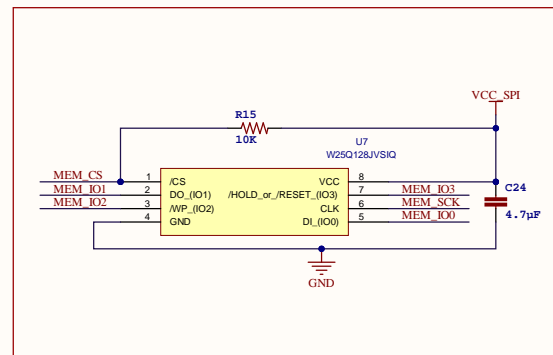 VCC_SPI
R15
10K
U7
W25Q128JVSIQ
MEM_CS 1 /CS VCC 8
MEM_IO1 2 DO_(IO1) /HOLD_or_/RESET_(IO3) 7 MEM_IO3
MEM_IO2 3 /WP_(IO2) CLK 6 MEM_SCK
4 GND DI_(IO0) 5 MEM_IO0
C24
4.7µF
GND